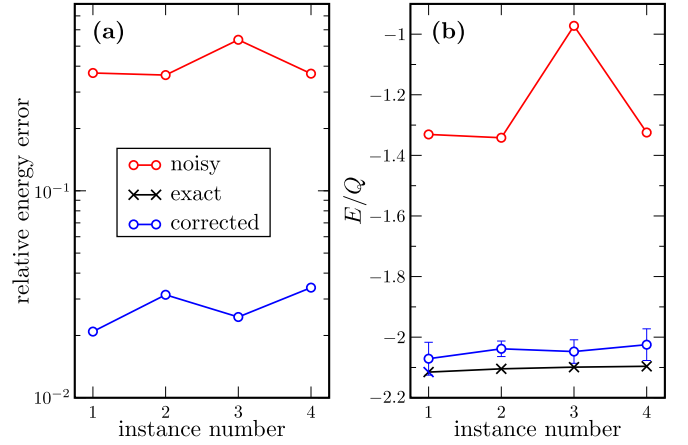 (a)
relative energy error
10⁻¹
10⁻²
noisy
exact
corrected
1 2 3 4
instance number
(b)
E/Q
−1
−1.2
−1.4
−1.6
−1.8
−2
−2.2
1 2 3 4
instance number